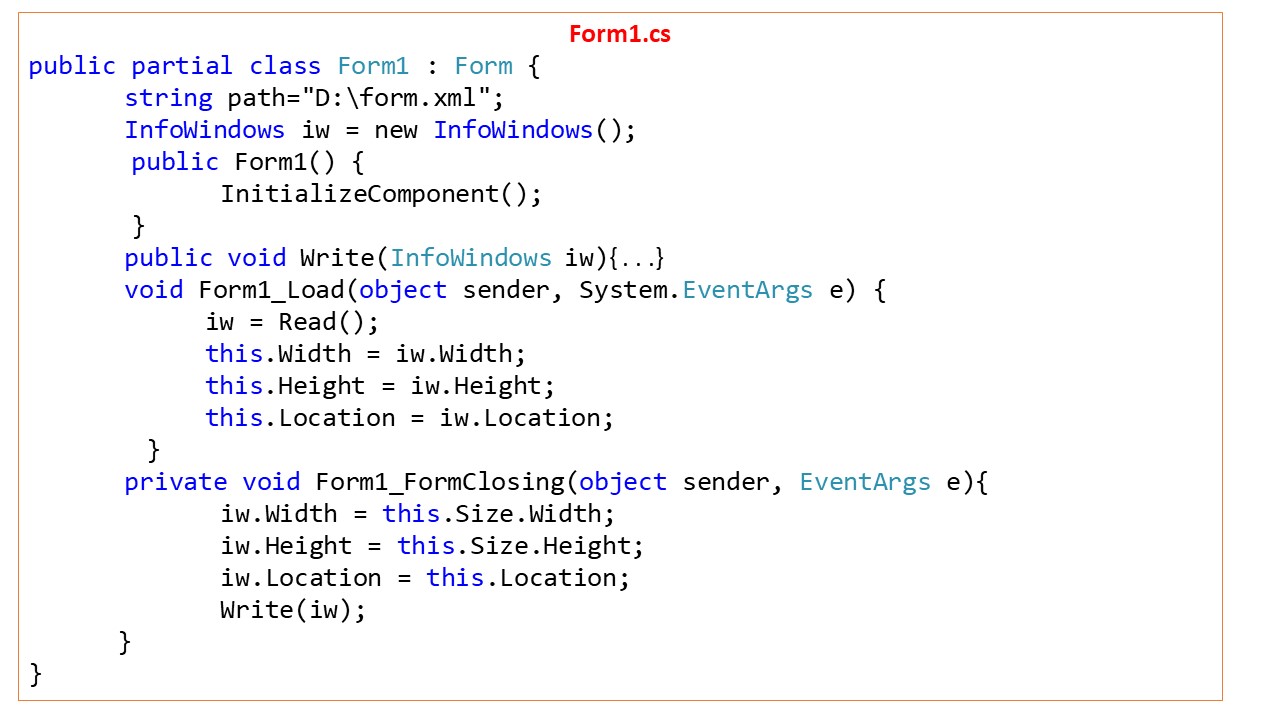 Form1.cs
public partial class Form1 : Form {
string path="D:\form.xml";
InfoWindows iw = new InfoWindows();
public Form1() {
InitializeComponent();
}
public void Write(InfoWindows iw){...}
void Form1_Load(object sender, System.EventArgs e) {
iw = Read();
this.Width = iw.Width;
this.Height = iw.Height;
this.Location = iw.Location;
}
private void Form1_FormClosing(object sender, EventArgs e){
iw.Width = this.Size.Width;
iw.Height = this.Size.Height;
iw.Location = this.Location;
Write(iw);
}
}